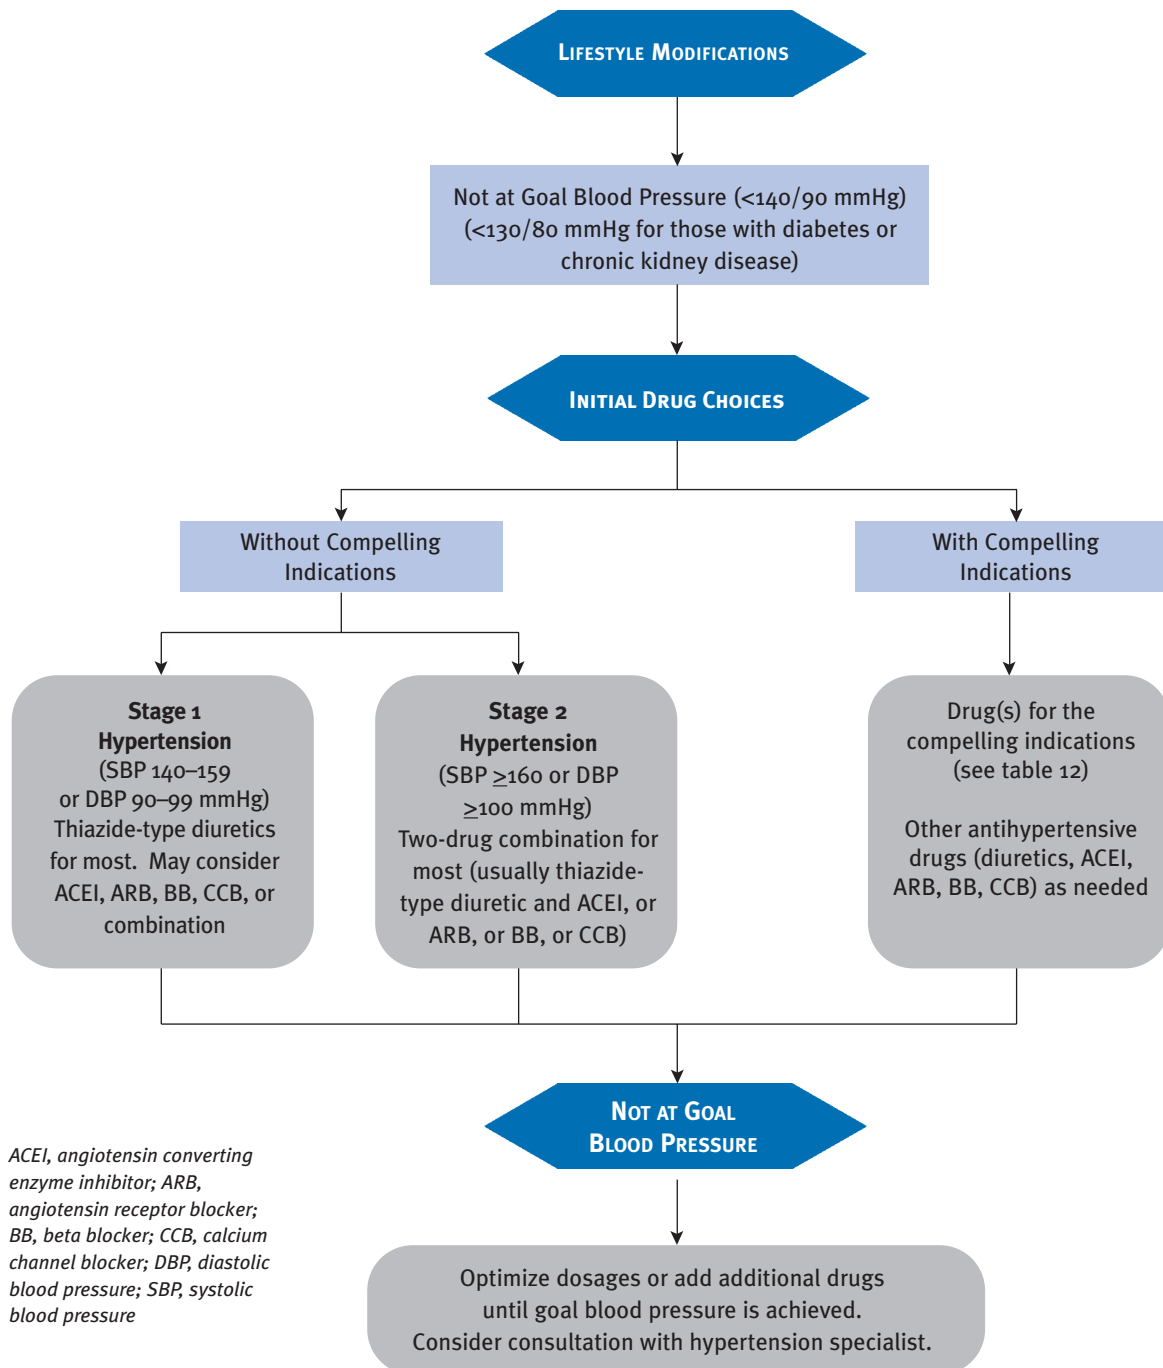 LIFESTYLE MODIFICATIONS
Not at Goal Blood Pressure (<140/90 mmHg)
(<130/80 mmHg for those with diabetes or
chronic kidney disease)
INITIAL DRUG CHOICES
Without Compelling
Indications
With Compelling
Indications
Stage 1
Hypertension
(SBP 140–159
or DBP 90–99 mmHg)
Thiazide-type diuretics
for most. May consider
ACEI, ARB, BB, CCB, or
combination
Stage 2
Hypertension
(SBP ≥160 or DBP
≥100 mmHg)
Two-drug combination for
most (usually thiazide-
type diuretic and ACEI, or
ARB, or BB, or CCB)
Drug(s) for the
compelling indications
(see table 12)
Other antihypertensive
drugs (diuretics, ACEI,
ARB, BB, CCB) as needed
NOT AT GOAL
BLOOD PRESSURE
Optimize dosages or add additional drugs
until goal blood pressure is achieved.
Consider consultation with hypertension specialist.
ACEI, angiotensin converting
enzyme inhibitor; ARB,
angiotensin receptor blocker;
BB, beta blocker; CCB, calcium
channel blocker; DBP, diastolic
blood pressure; SBP, systolic
blood pressure